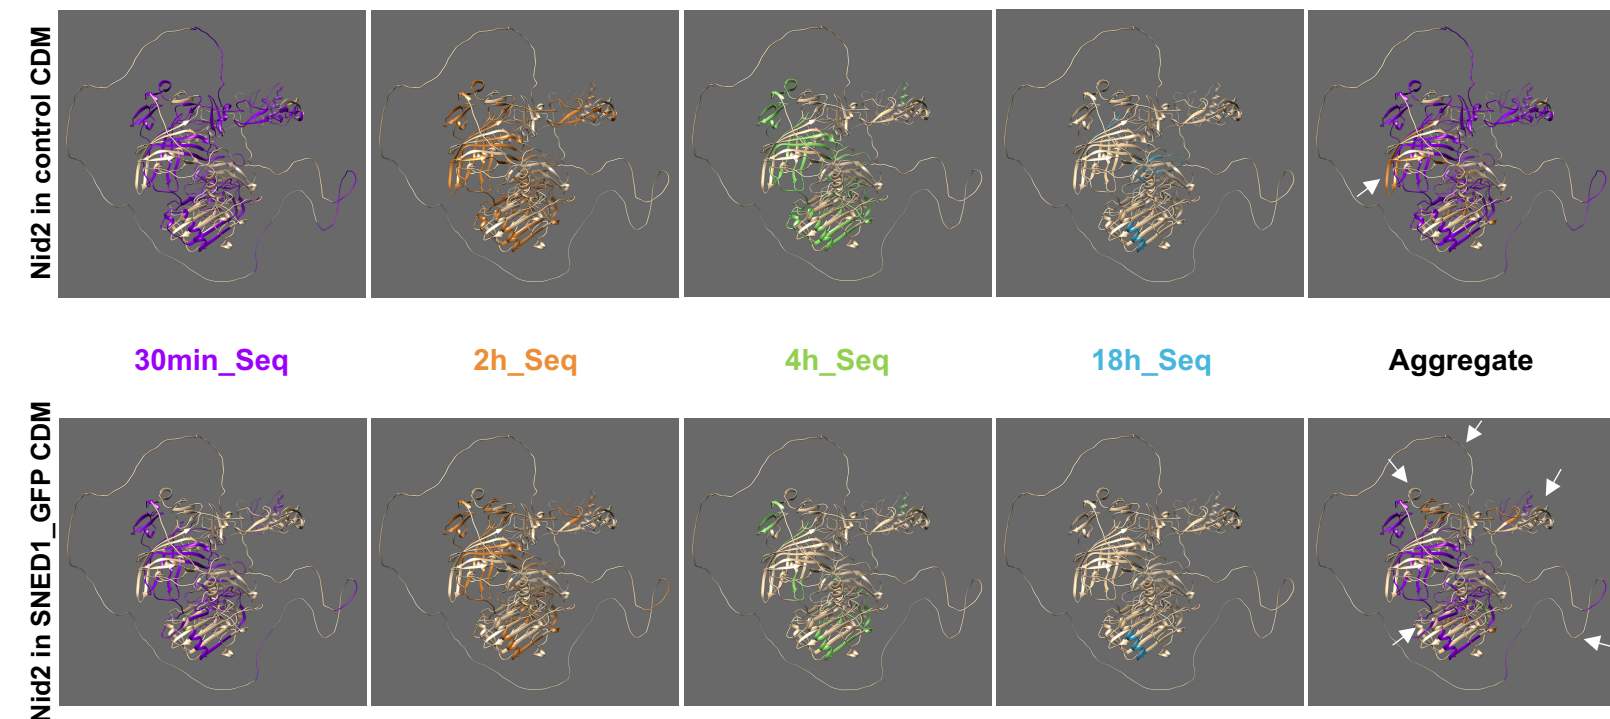 Nid2 in control CDM
30min_Seq
2h_Seq
4h_Seq
18h_Seq
Aggregate
Nid2 in SNED1_GFP CDM